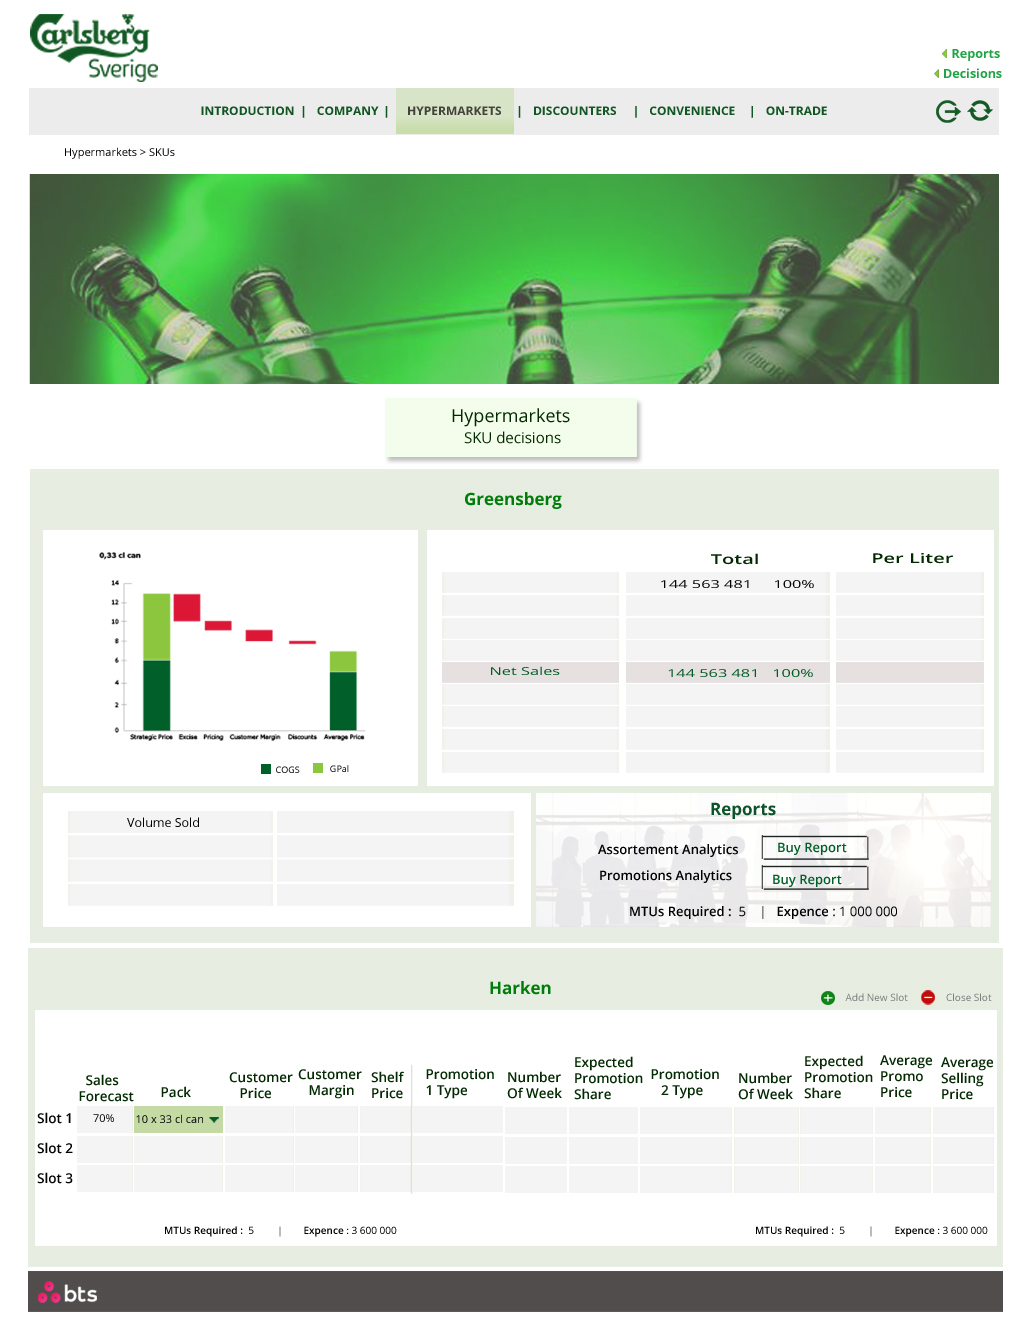 Carlsberg
Sverige
Reports
Decisions
INTRODUCTION | COMPANY | HYPERMARKETS | DISCOUNTERS | CONVENIENCE | ON-TRADE
Hypermarkets > SKUs
TUBORG
Hypermarkets
SKU decisions
Greensberg
0,33 cl can
14
12
10
8
6
4
2
0
Strategic Price Excise Pricing Customer Margin Discounts Average Price
COGS GPal
Total Per Liter
144 563 481 100%
Net Sales 144 563 481 100%
Volume Sold
Reports
Assortement Analytics Buy Report
Promotions Analytics Buy Report
MTUs Required : 5 | Expence : 1 000 000
Harken
Add New Slot Close Slot
Sales Forecast
Pack
Customer Price
Customer Margin
Shelf Price
Promotion 1 Type
Number Of Week
Expected Promotion Share
Promotion 2 Type
Number Of Week
Expected Promotion Share
Average Promo Price
Average Selling Price
Slot 1 70% 10 x 33 cl can
Slot 2
Slot 3
MTUs Required : 5 | Expence : 3 600 000 MTUs Required : 5 | Expence : 3 600 000
bts